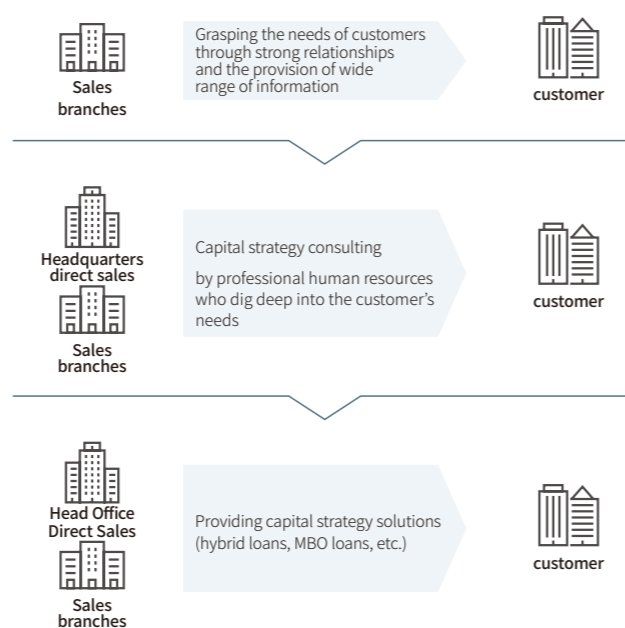 Sales
branches
Grasping the needs of customers
through strong relationships
and the provision of wide
range of information
customer
Headquarters
direct sales
Sales
branches
Capital strategy consulting
by professional human resources
who dig deep into the customer's
needs
customer
Head Office
Direct Sales
Sales
branches
Providing capital strategy solutions
(hybrid loans, MBO loans, etc.)
customer